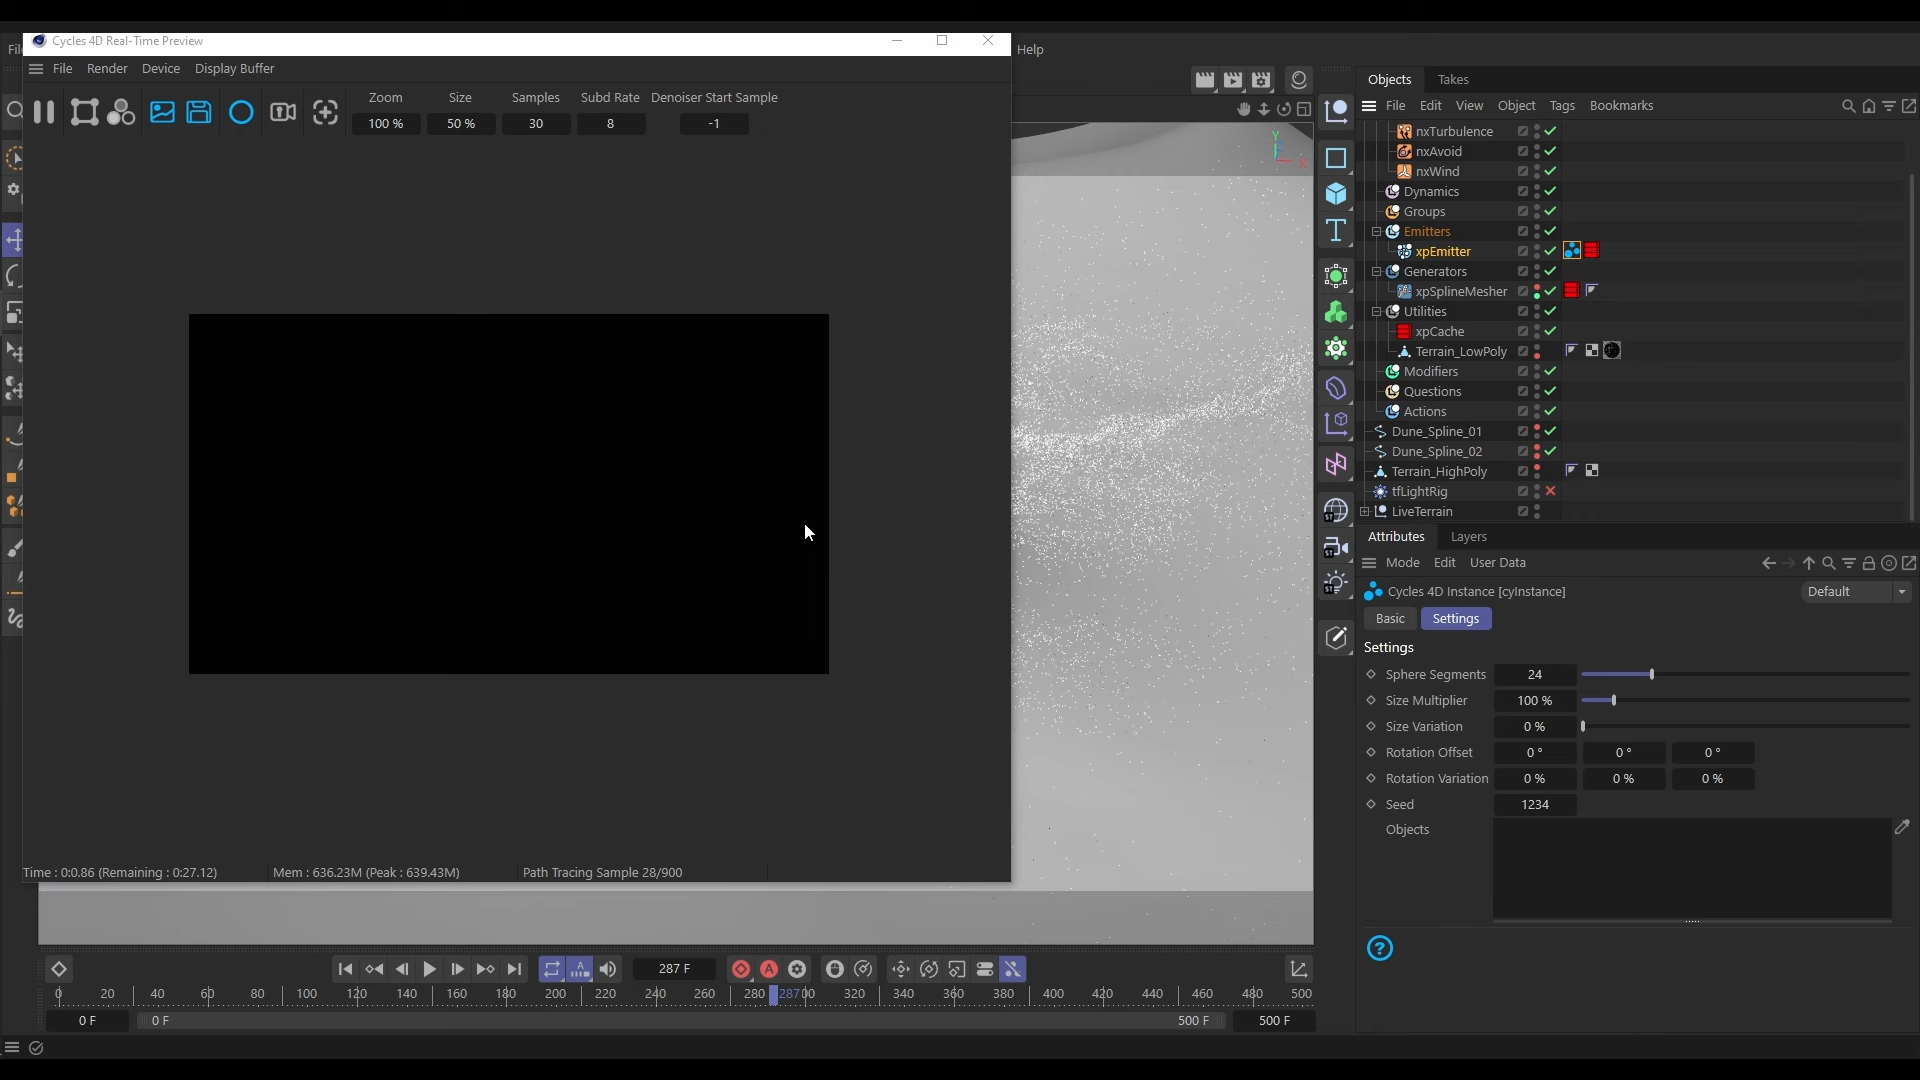 Cycles 4D Real-Time Preview
File Render Device Display Buffer
Zoom Size Samples Subd Rate Denoiser Start Sample
100 % 50 % 30 8 -1
Time : 0:0.86 (Remaining : 0:27.12) Mem : 636.23M (Peak : 639.43M) Path Tracing Sample 28/900
Help
Y
X
287 F
0 20 40 60 80 100 120 140 160 180 200 220 240 260 280 287 320 340 360 380 400 420 440 460 480 500
0 F 0 F 500 F 500 F
Objects Takes
File Edit View Object Tags Bookmarks
nxTurbulence
nxAvoid
nxWind
Dynamics
Groups
Emitters
xpEmitter
Generators
xpSplineMesher
Utilities
xpCache
Terrain_LowPoly
Modifiers
Questions
Actions
Dune_Spline_01
Dune_Spline_02
Terrain_HighPoly
tfLightRig
LiveTerrain
Attributes Layers
Mode Edit User Data
Cycles 4D Instance [cyInstance] Default
Basic Settings
Settings
Sphere Segments 24
Size Multiplier 100 %
Size Variation 0 %
Rotation Offset 0 ° 0 ° 0 °
Rotation Variation 0 % 0 % 0 %
Seed 1234
Objects